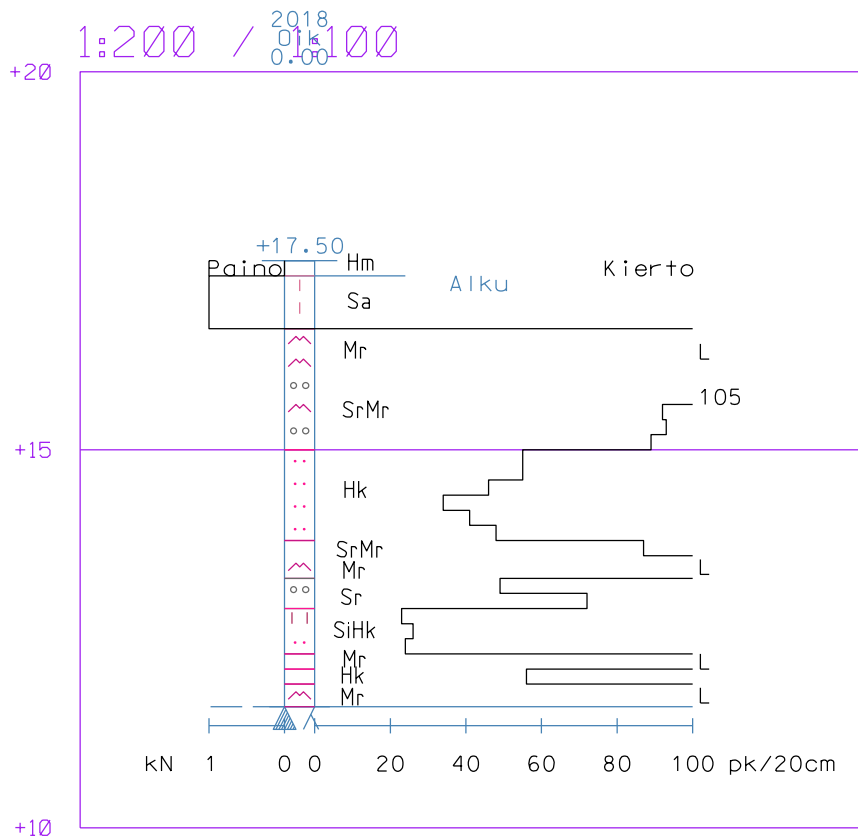 2018
Oik
0.00
1:200 / 1:100
+20
+17.50
Paino Hm Kierto
Alku
Sa
Mr L
105
SrMr
+15
Hk
SrMr
Mr L
Sr
SiHk
Mr L
Hk
Mr L
kN 1 0 0 20 40 60 80 100 pk/20cm
+10